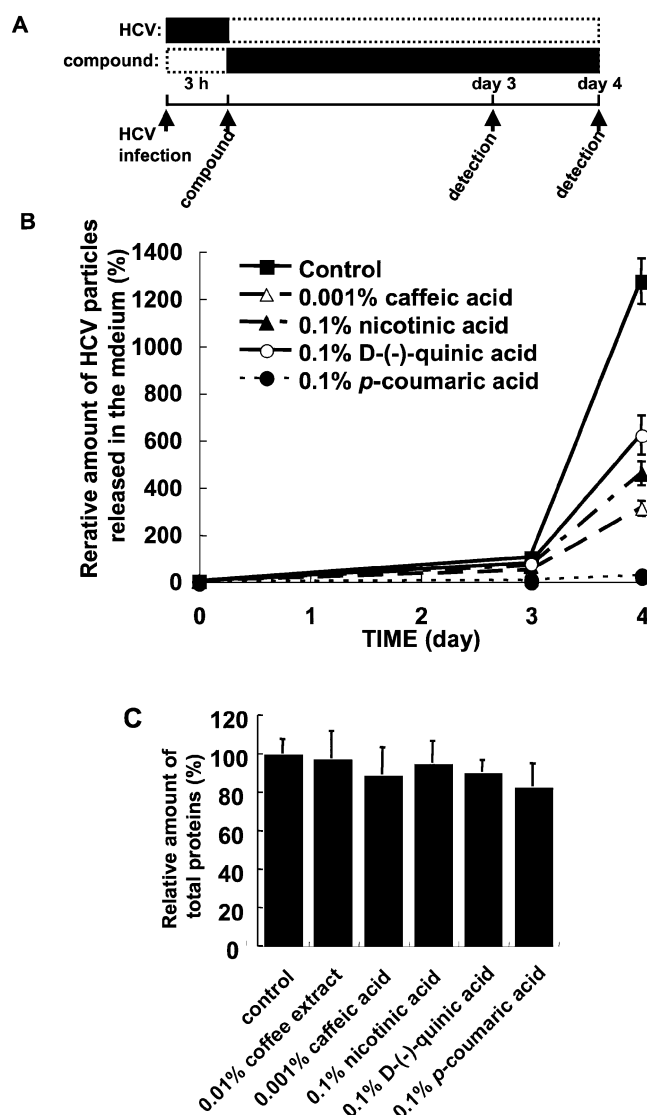 A
HCV:
compound:
3 h
day 3
day 4
HCV
infection
compound
detection
detection
B
Rerative amount of HCV particles
released in the mdeium (%)
1400
1200
1000
800
600
400
200
0
Control
0.001% caffeic acid
0.1% nicotinic acid
0.1% D-(-)-quinic acid
0.1% p-coumaric acid
0
1
2
3
4
TIME (day)
C
Relative amount of
total proteins (%)
120
100
80
60
40
20
0
control
0.01% coffee extract
0.001% caffeic acid
0.1% nicotinic acid
0.1% D-(-)-quinic acid
0.1% p-coumaric acid